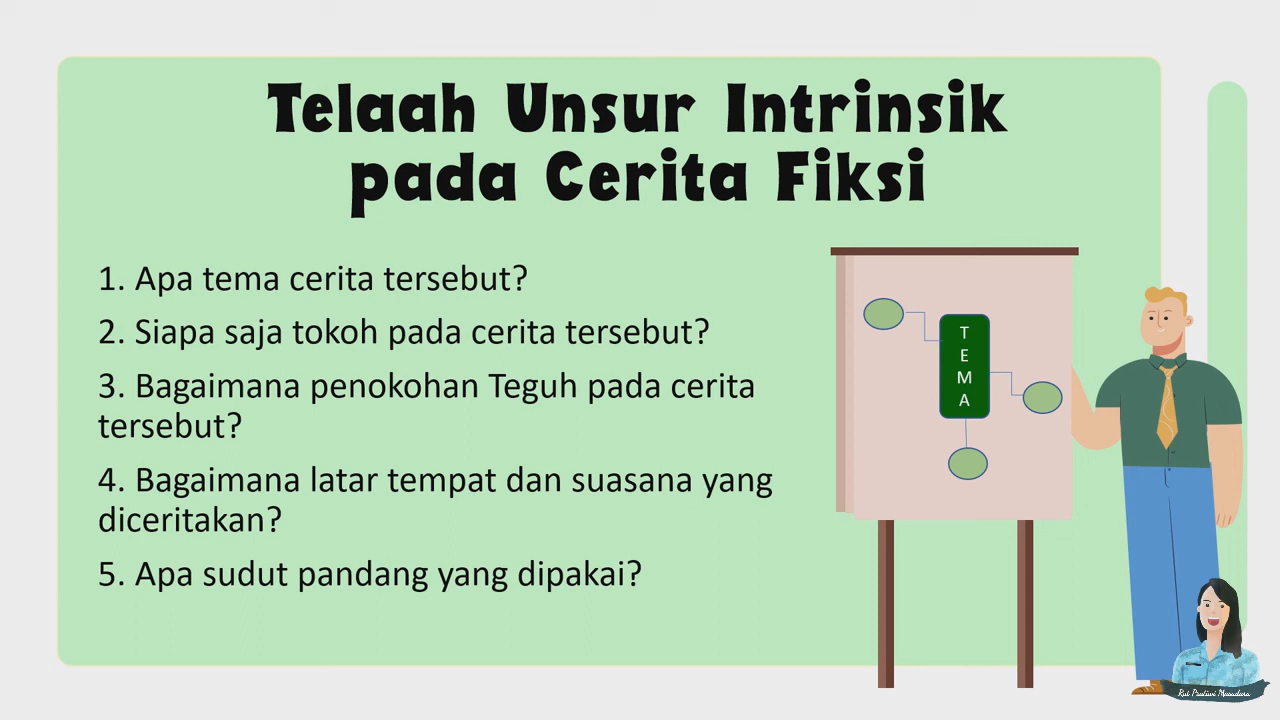 Telaah Unsur Intrinsik
pada Cerita Fiksi
1. Apa tema cerita tersebut?
2. Siapa saja tokoh pada cerita tersebut?
3. Bagaimana penokohan Teguh pada cerita
tersebut?
4. Bagaimana latar tempat dan suasana yang
diceritakan?
5. Apa sudut pandang yang dipakai?
T
E
M
A
Rut Pratiwi